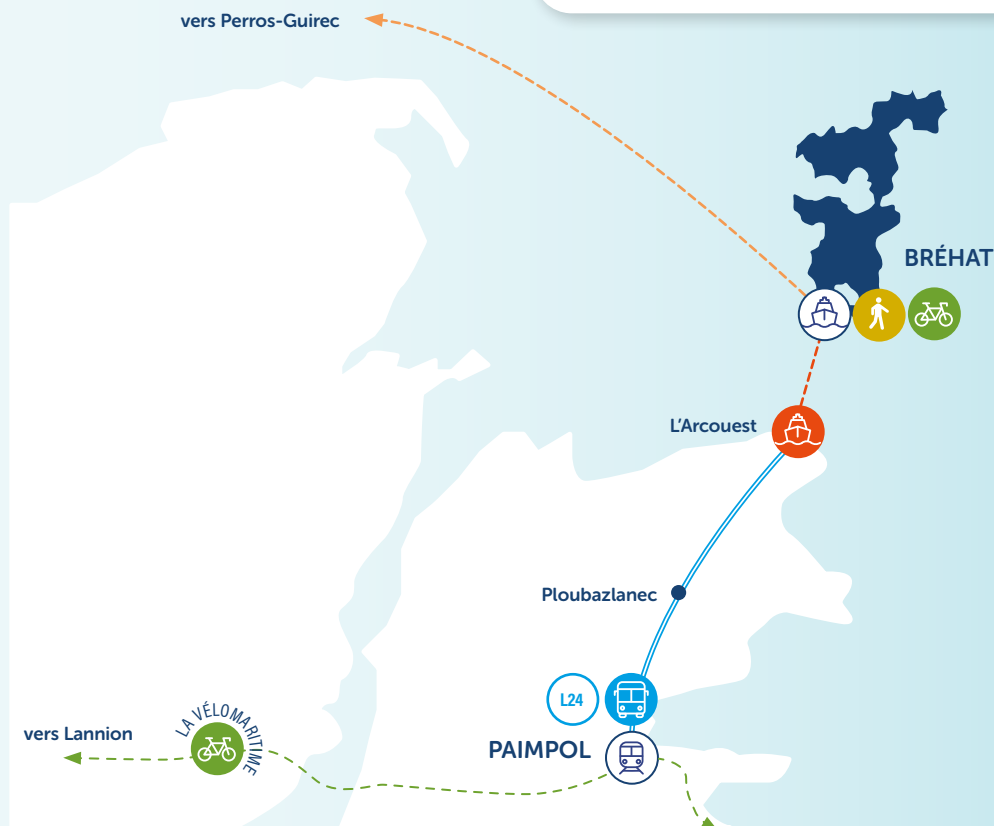 vers Perros-Guirec
BRÉHAT
L'Arcouest
Ploubazlanec
L24
LA VÉLOMARITIME
vers Lannion
PAIMPOL